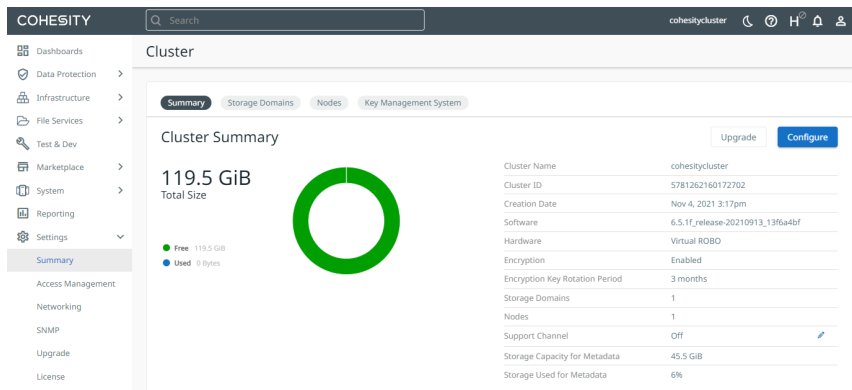 COHESITY
Search
cohesitycluster
H
Dashboards
Data Protection
Infrastructure
File Services
Test & Dev
Marketplace
System
Reporting
Settings
Summary
Access Management
Networking
SNMP
Upgrade
License
Cluster
Summary Storage Domains Nodes Key Management System
Cluster Summary
Upgrade Configure
119.5 GiB
Total Size
Free 119.5 GiB
Used 0 Bytes
Cluster Name cohesitycluster
Cluster ID 5781262160172702
Creation Date Nov 4, 2021 3:17pm
Software 6.5.1f_release-20210913_13f6a4bf
Hardware Virtual ROBO
Encryption Enabled
Encryption Key Rotation Period 3 months
Storage Domains 1
Nodes 1
Support Channel Off
Storage Capacity for Metadata 45.5 GiB
Storage Used for Metadata 6%